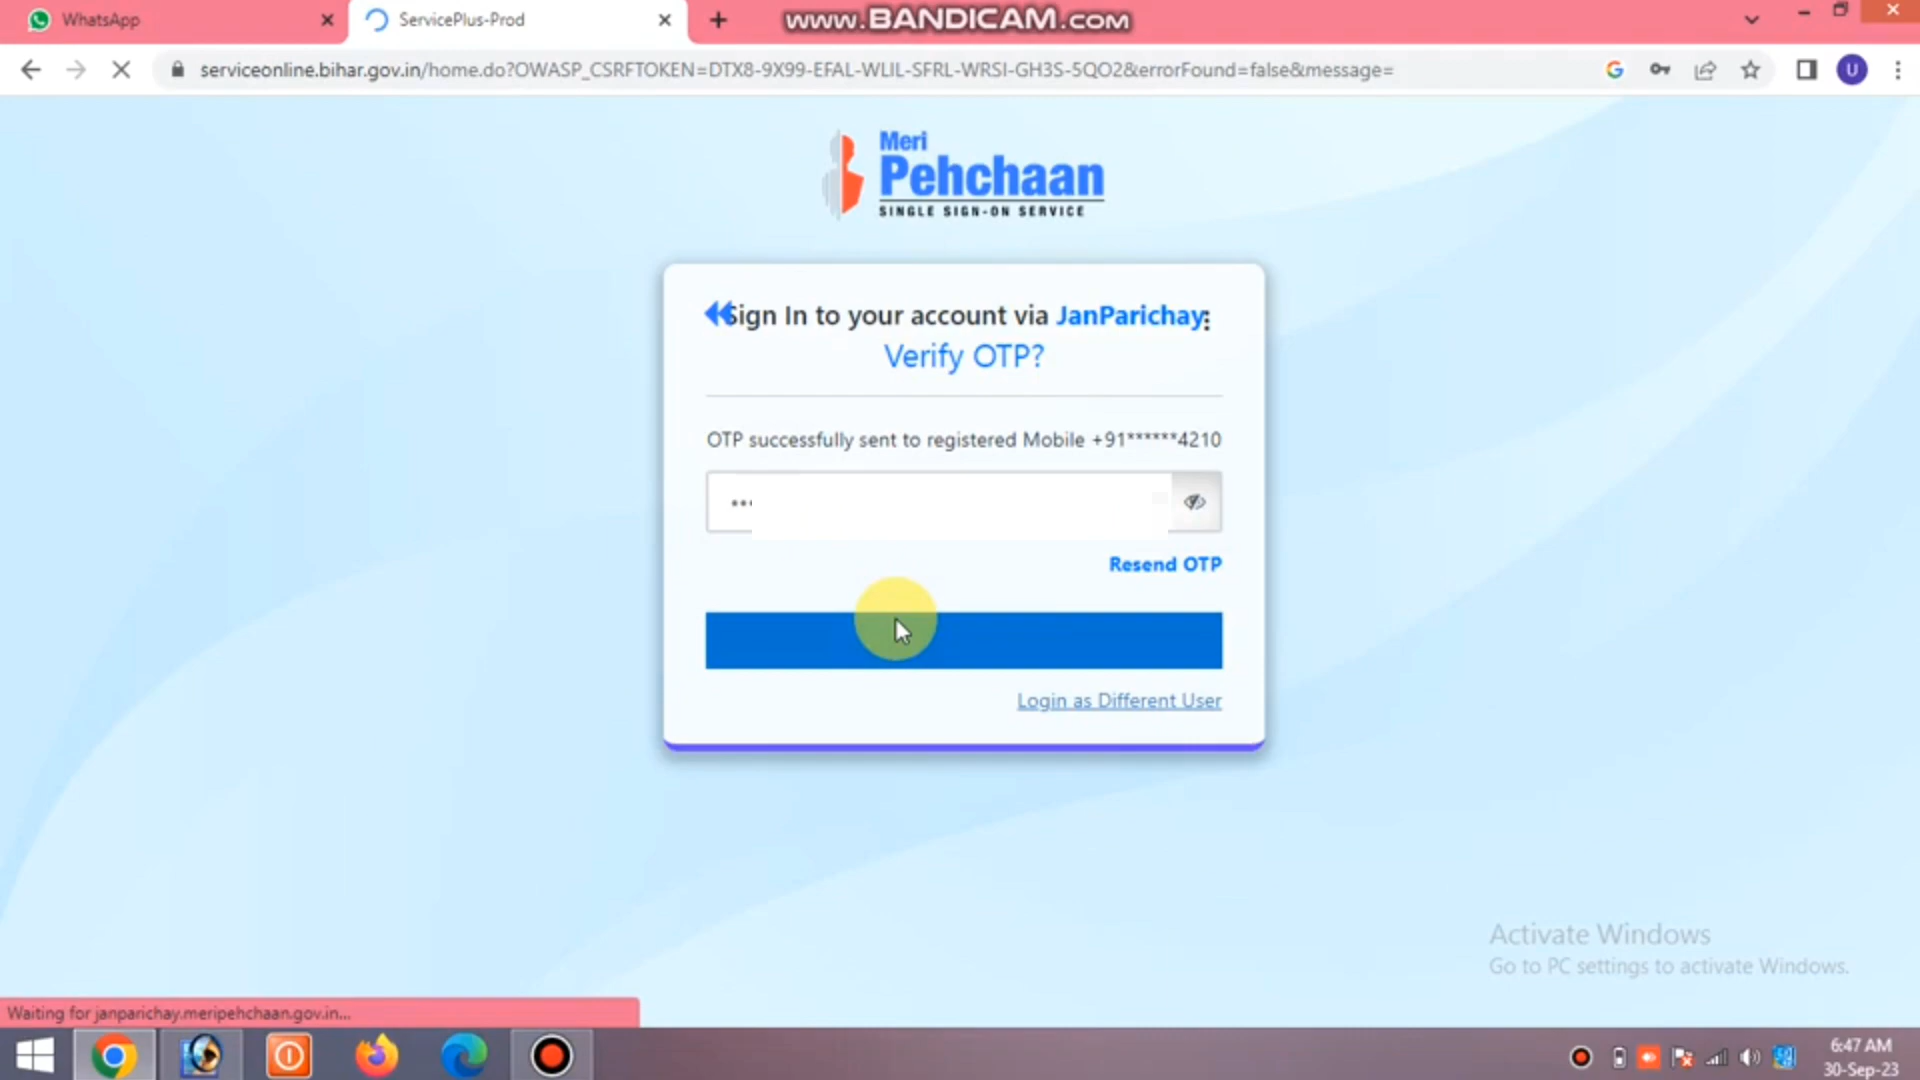 WhatsApp
ServicePlus-Prod
www.BANDICAM.com
serviceonline.bihar.gov.in/home.do?OWASP_CSRFTOKEN=DTX8-9X99-EFAL-WLIL-SFRL-WRSI-GH3S-5QO2&errorFound=false&message=
U
Meri
Pehchaan
SINGLE SIGN-ON SERVICE
Sign In to your account via JanParichay
Verify OTP?
OTP successfully sent to registered Mobile +91******4210
Resend OTP
Login as Different User
Activate Windows
Go to PC settings to activate Windows.
Waiting for janparichay.meripehchaan.gov.in...
6:47 AM
30-Sep-23